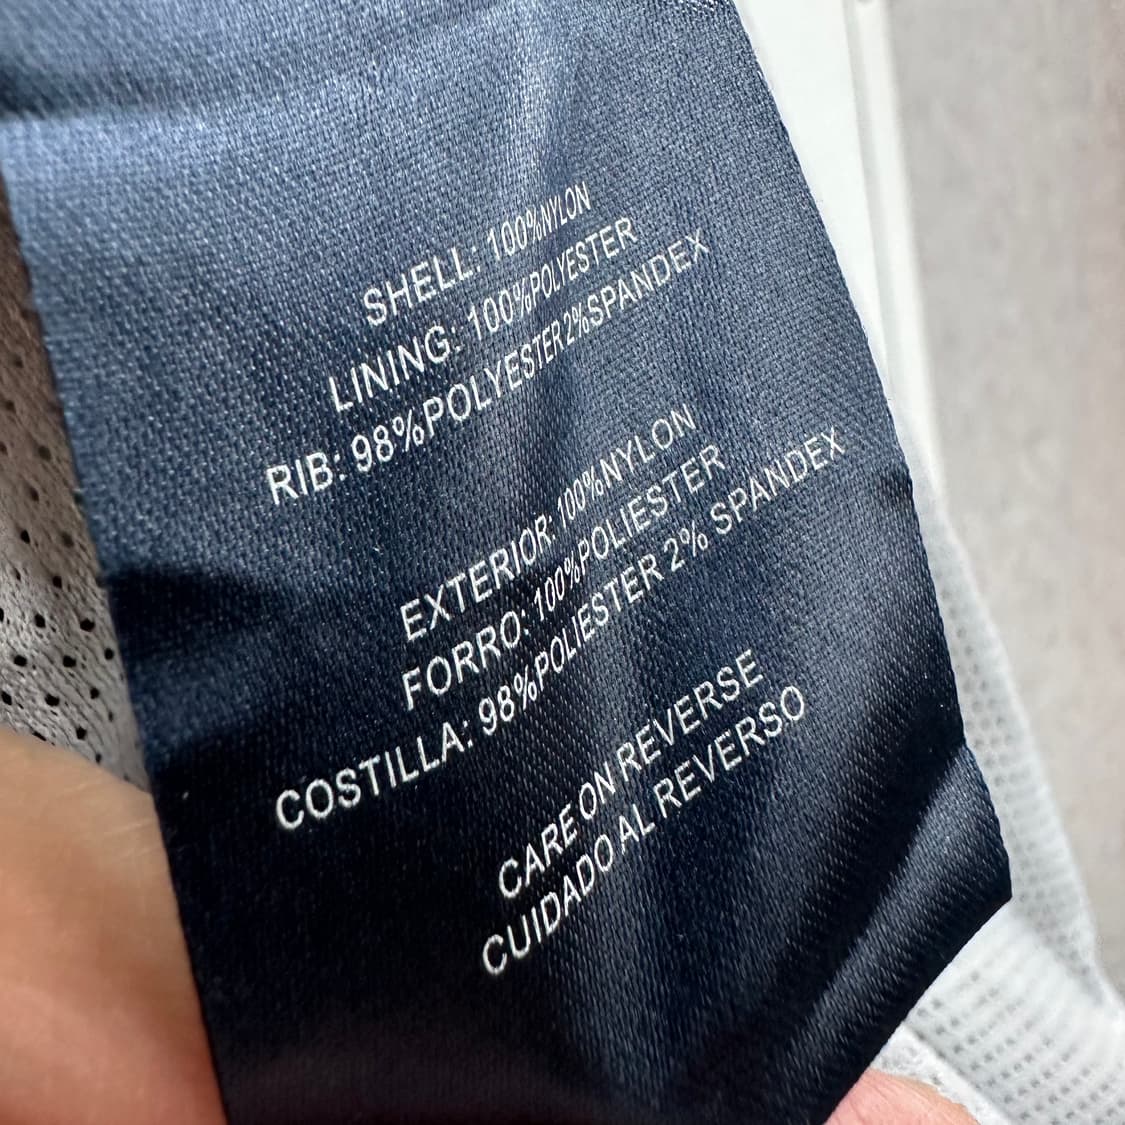 SHELL: 100%NYLON
LINING: 100%POLYESTER
RIB: 98%POLYESTER 2%SPANDEX
EXTERIOR: 100%NYLON
FORRO: 100%POLIESTER
COSTILLA: 98%POLIESTER 2% SPANDEX
CARE ON REVERSE
CUIDADO AL REVERSO